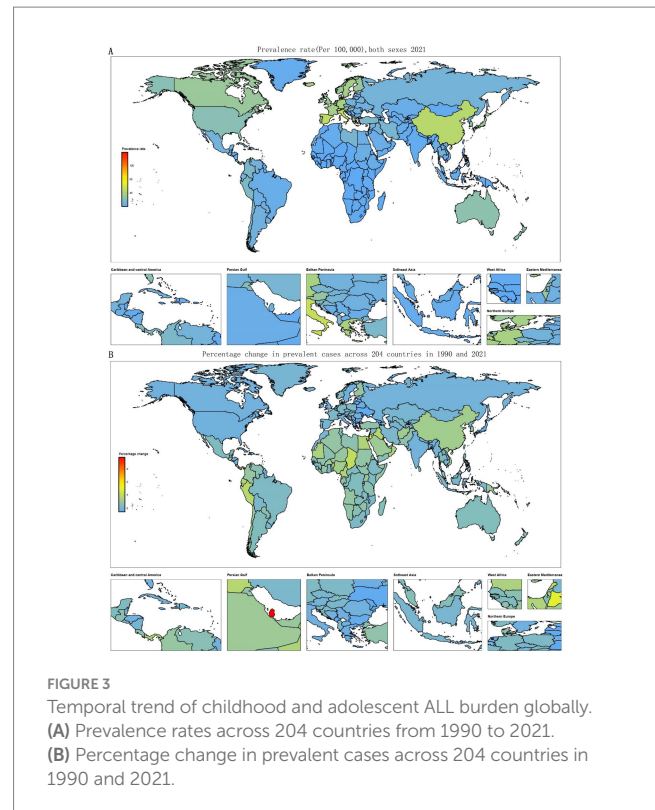 A
Prevalence rate(Per 100,000), both sexes 2021
Prevalence rate
Caribbean and central America
Persian Gulf
Balkan Peninsula
Sotheast Asia
West Africa
Eastern Mediterranean
Northern Europe
B
Percentage change in prevalent cases across 204 countries in 1990 and 2021
Percentage change
Caribbean and central America
Persian Gulf
Balkan Peninsula
Sotheast Asia
West Africa
Eastern Mediterranean
Northern Europe
FIGURE 3
Temporal trend of childhood and adolescent ALL burden globally.
(A) Prevalence rates across 204 countries from 1990 to 2021.
(B) Percentage change in prevalent cases across 204 countries in
1990 and 2021.